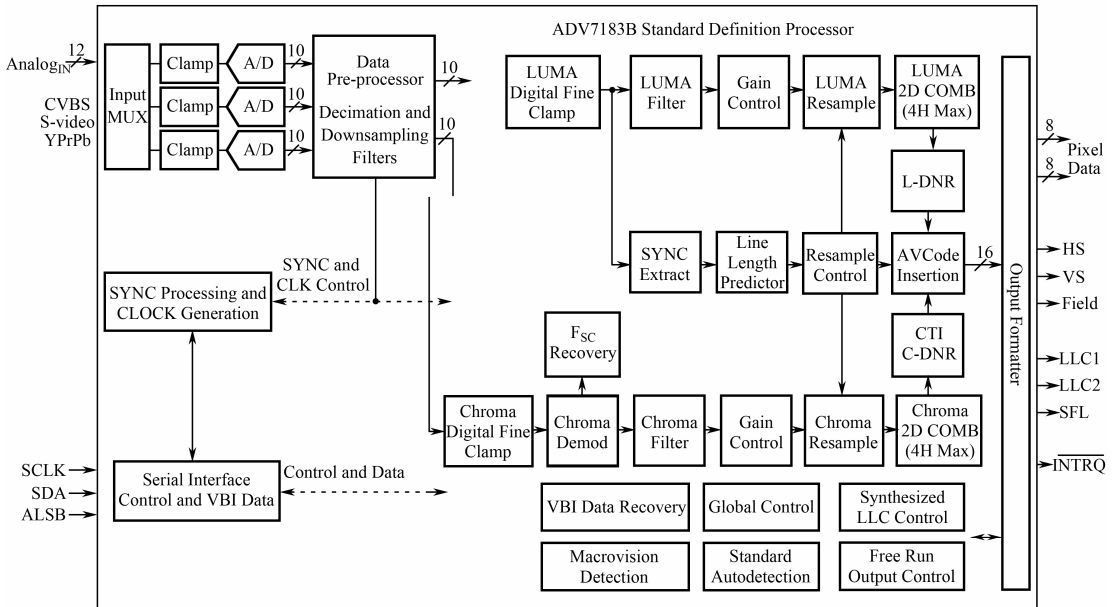 ADV7183B Standard Definition Processor
12
Analog_IN
CVBS
S-video
YPrPb
Input
MUX
Clamp
A/D
10
Clamp
A/D
10
Clamp
A/D
10
Data
Pre-processor
Decimation and
Downsampling
Filters
10
10
LUMA
Digital Fine
Clamp
LUMA
Filter
Gain
Control
LUMA
Resample
LUMA
2D COMB
(4H Max)
L-DNR
SYNC
Extract
Line
Length
Predictor
Resample
Control
AVCode
Insertion
16
CTI
C-DNR
SYNC and
CLK Control
SYNC Processing and
CLOCK Generation
F_SC
Recovery
Chroma
Digital Fine
Clamp
Chroma
Demod
Chroma
Filter
Gain
Control
Chroma
Resample
Chroma
2D COMB
(4H Max)
SCLK
SDA
ALSB
Serial Interface
Control and VBI Data
Control and Data
VBI Data Recovery
Global Control
Synthesized
LLC Control
Macrovision
Detection
Standard
Autodetection
Free Run
Output Control
Output Formatter
8
8
Pixel
Data
HS
VS
Field
LLC1
LLC2
SFL
INTRQ